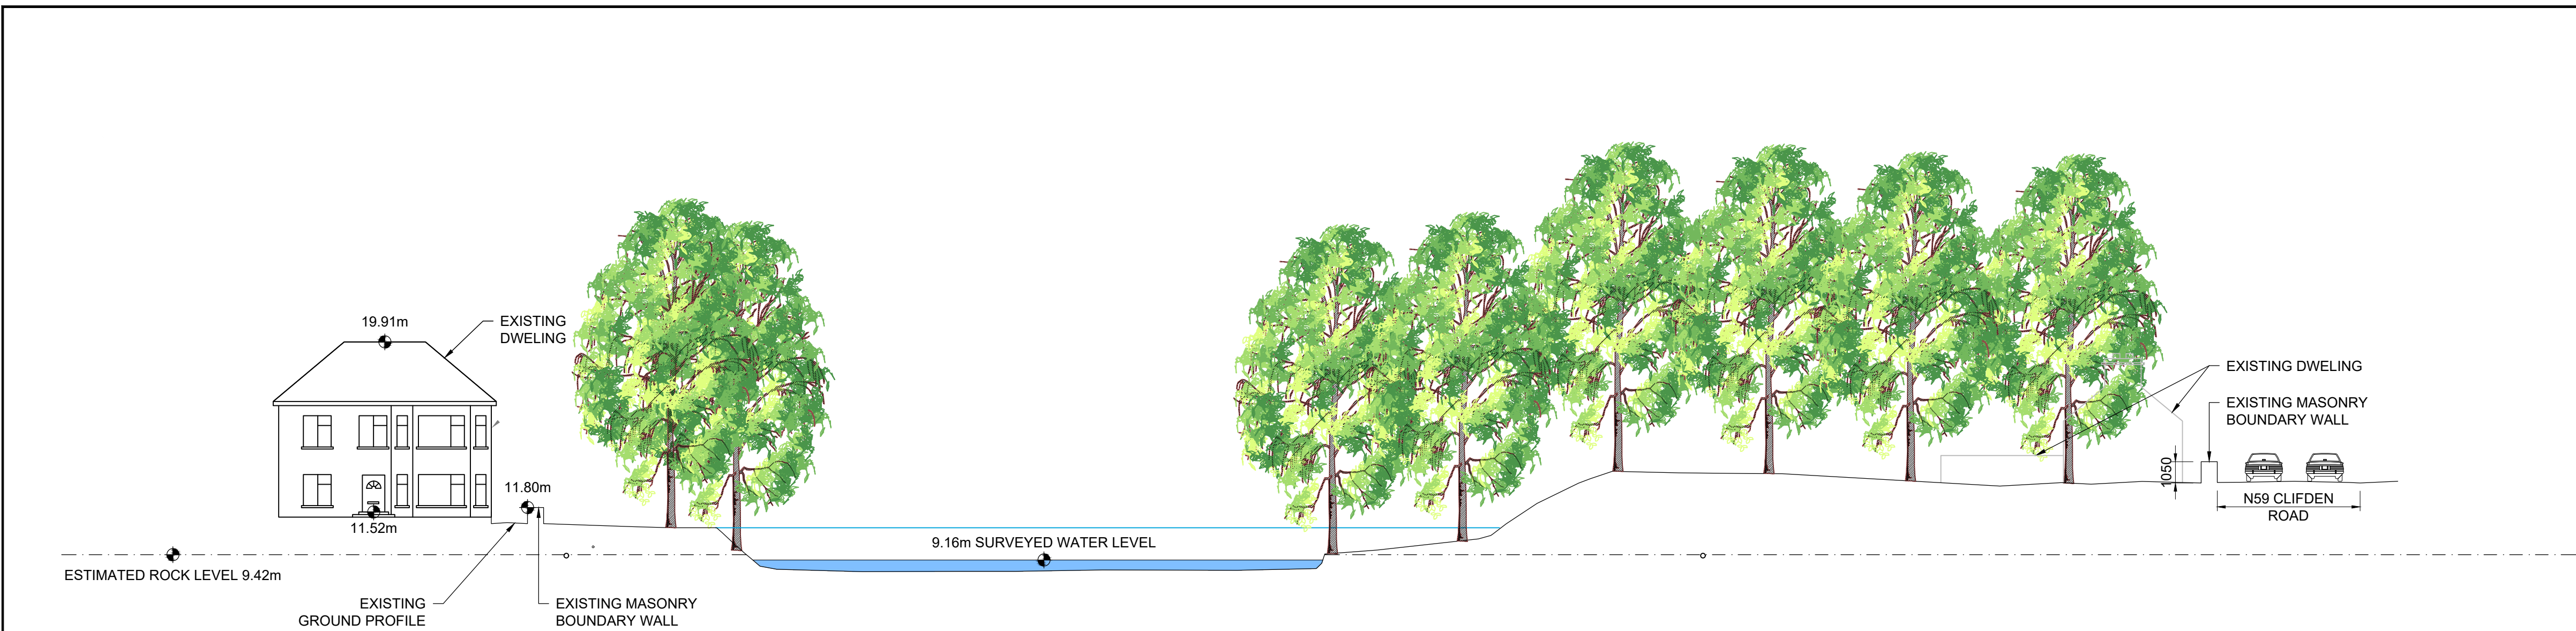 19.91m
EXISTING
DWELING
11.80m
11.52m
ESTIMATED ROCK LEVEL 9.42m
EXISTING
GROUND PROFILE
EXISTING MASONRY
BOUNDARY WALL
9.16m SURVEYED WATER LEVEL
EXISTING DWELING
EXISTING MASONRY
BOUNDARY WALL
1050
N59 CLIFDEN
ROAD